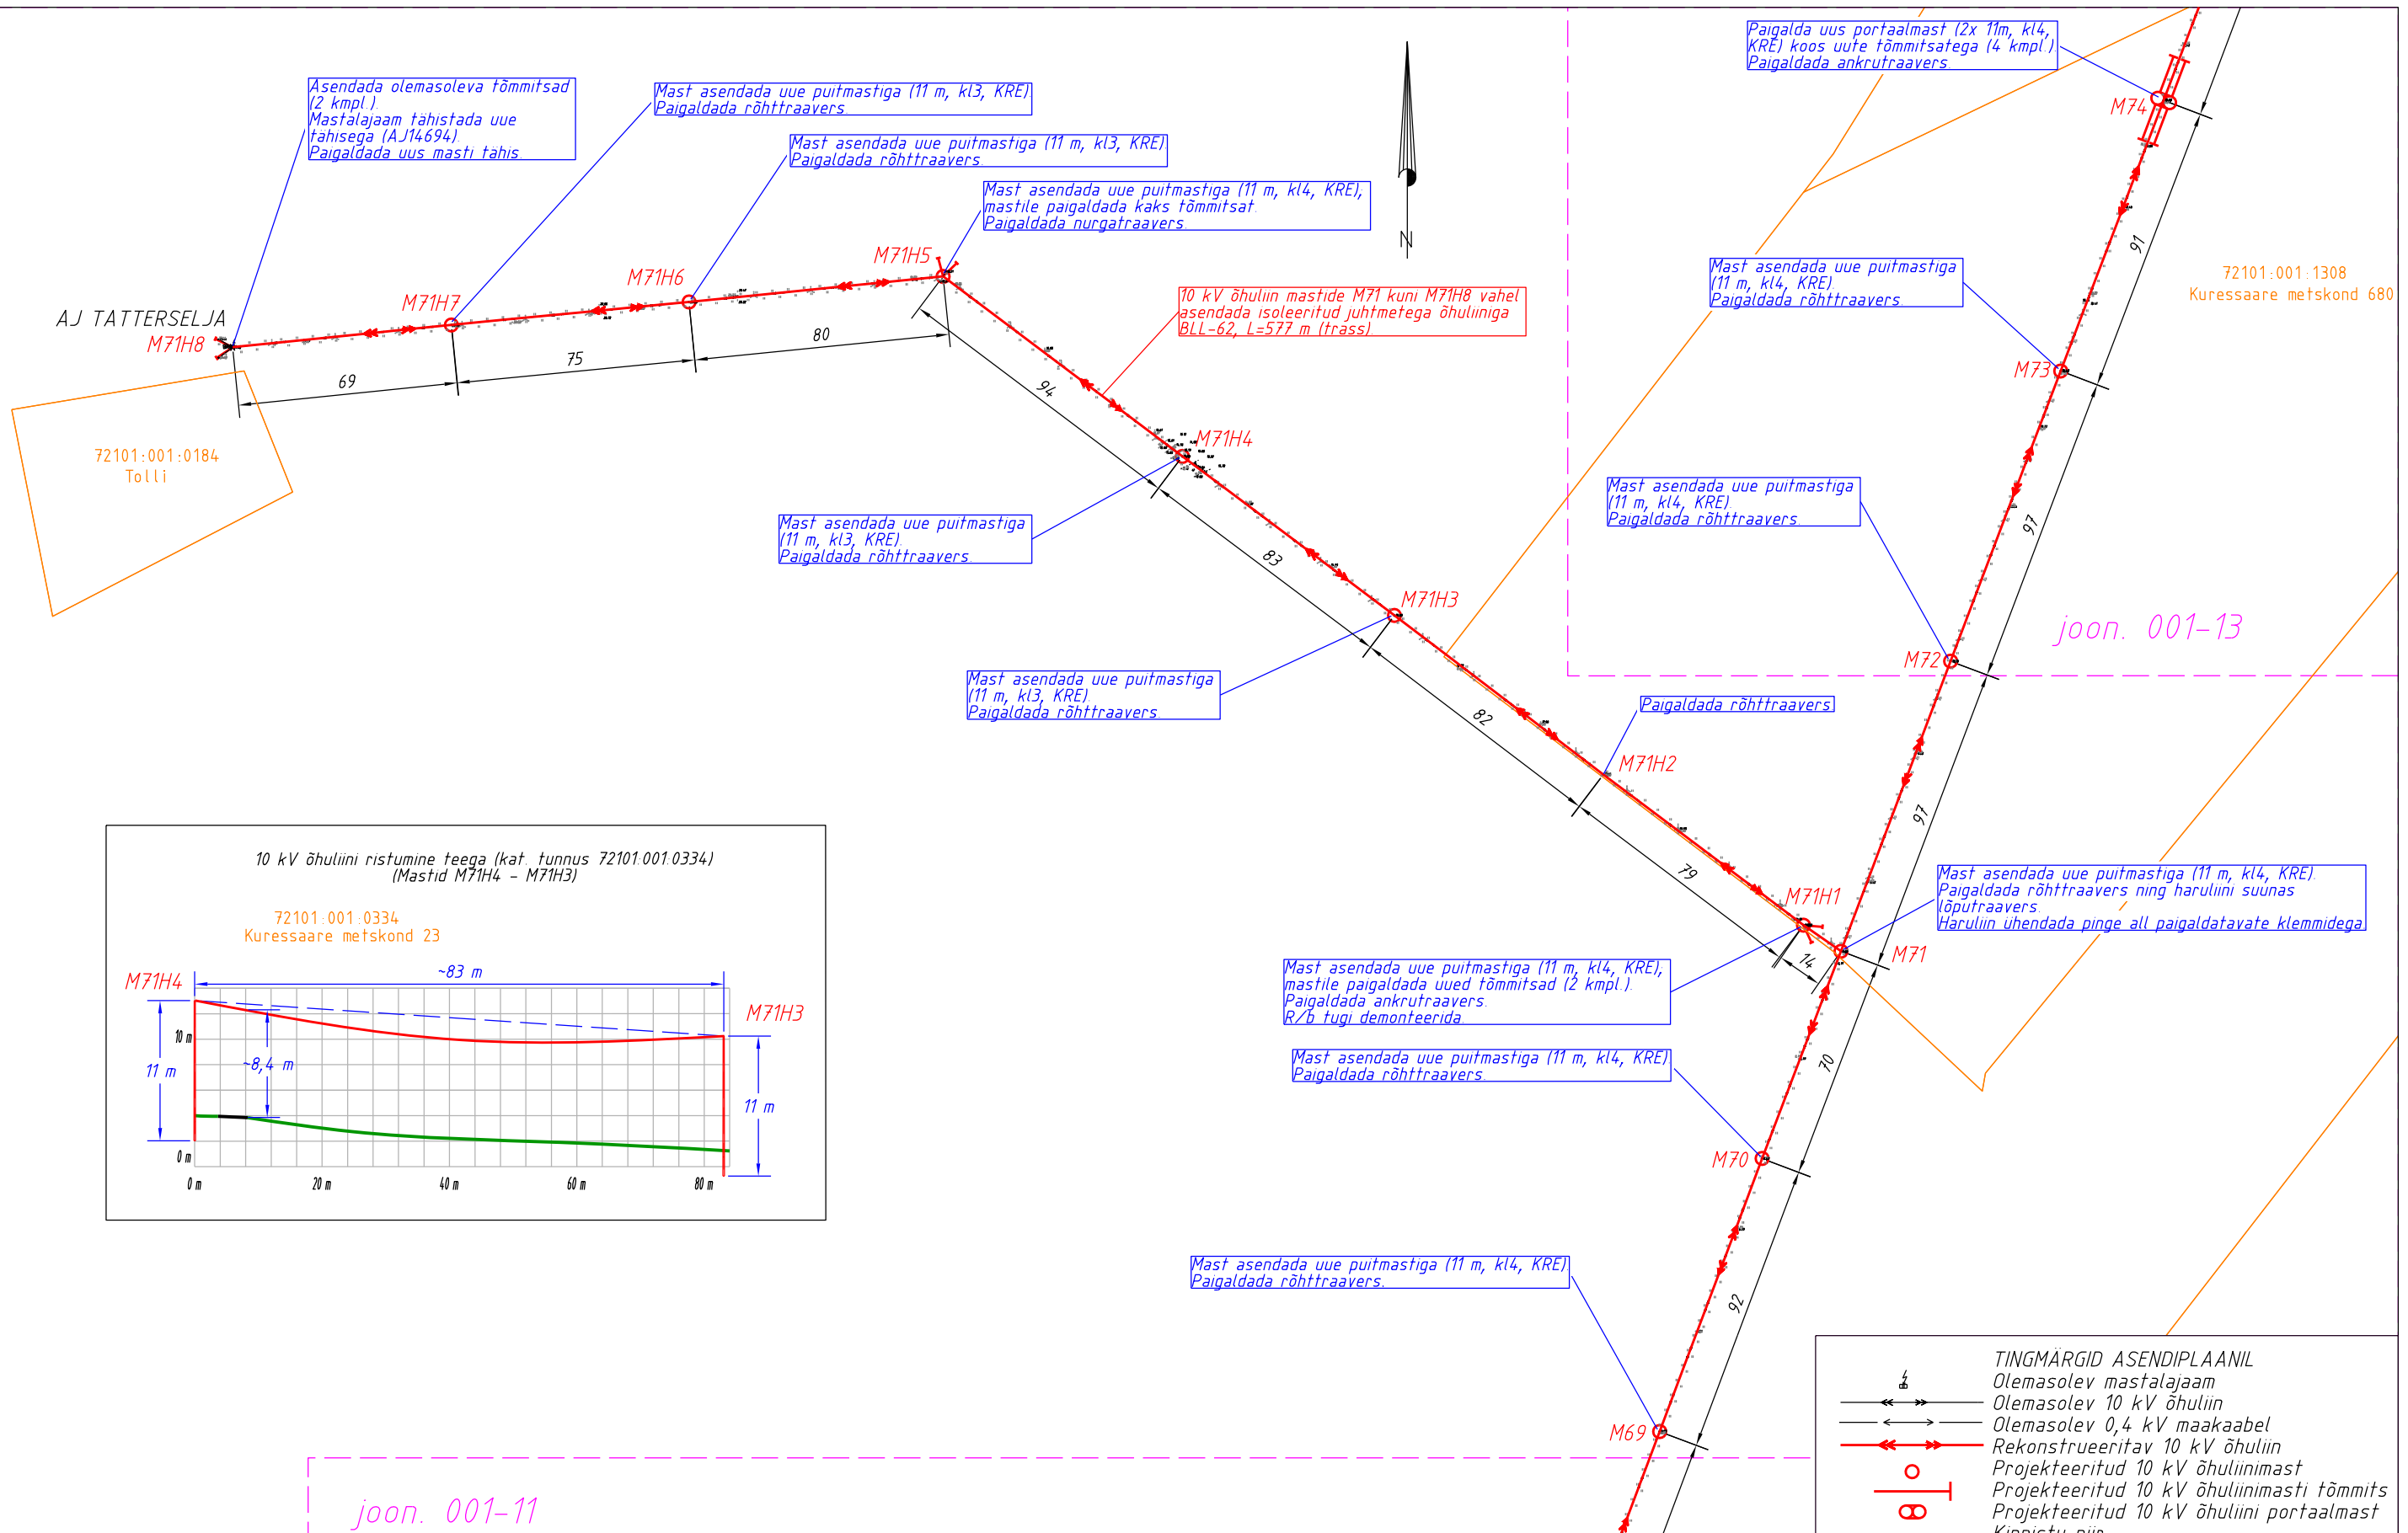 Asendada olemasoleva tõmmitsad
(2 kmpl.).
Mastalajaam tähistada uue
tähisega (AJ14694).
Paigaldada uus masti tähis.
Mast asendada uue puitmastiga (11 m, kl3, KRE).
Paigaldada rõhttraavers.
Mast asendada uue puitmastiga (11 m, kl3, KRE).
Paigaldada rõhttraavers.
Mast asendada uue puitmastiga (11 m, kl4, KRE),
mastile paigaldada kaks tõmmitsat.
Paigaldada nurgatraavers.
N
Paigalda uus portaalmast (2x 11m, kl4,
KRE) koos uute tõmmitsatega (4 kmpl.).
Paigaldada ankrutraavers.
M74
91
72101:001:1308
Kuressaare metskond 680
Mast asendada uue puitmastiga
(11 m, kl4, KRE).
Paigaldada rõhttraavers
M73
AJ TATTERSELJA
M71H8
M71H7
M71H6
M71H5
69
75
80
94
10 kV õhuliin mastide M71 kuni M71H8 vahel
asendada isoleeritud juhtmetega õhuliiniga
BLL-62, L=577 m (trass).
72101:001:0184
Tolli
M71H4
Mast asendada uue puitmastiga
(11 m, kl3, KRE).
Paigaldada rõhttraavers.
83
M71H3
Mast asendada uue puitmastiga
(11 m, kl4, KRE).
Paigaldada rõhttraavers.
97
M72
joon. 001-13
Mast asendada uue puitmastiga
(11 m, kl3, KRE).
Paigaldada rõhttraavers.
82
Paigaldada rõhttraavers
M71H2
97
79
M71H1
14
M71
Mast asendada uue puitmastiga (11 m, kl4, KRE).
Paigaldada rõhttraavers ning haruliini suunas
lõputraavers.
Haruliin ühendada pinge all paigaldatavate klemmidega.
Mast asendada uue puitmastiga (11 m, kl4, KRE),
mastile paigaldada uued tõmmitsad (2 kmpl.).
Paigaldada ankrutraavers.
R/b tugi demonteerida.
Mast asendada uue puitmastiga (11 m, kl4, KRE)
Paigaldada rõhttraavers.
70
M70
92
Mast asendada uue puitmastiga (11 m, kl4, KRE)
Paigaldada rõhttraavers.
M69
10 kV õhuliini ristumine teega (kat. tunnus 72101:001:0334)
(Mastid M71H4 - M71H3)
72101:001:0334
Kuressaare metskond 23
M71H4
~83 m
M71H3
10 m
11 m
~8,4 m
11 m
0 m
0 m
20 m
40 m
60 m
80 m
joon. 001-11
TINGMÄRGID ASENDIPLAANIL
Olemasolev mastalajaam
Olemasolev 10 kV õhuliin
Olemasolev 0,4 kV maakaabel
Rekonstrueeritav 10 kV õhuliin
Projekteeritud 10 kV õhuliinimast
Projekteeritud 10 kV õhuliinimasti tõmmits
Projekteeritud 10 kV õhuliini portaalmast
Kinnistu piir